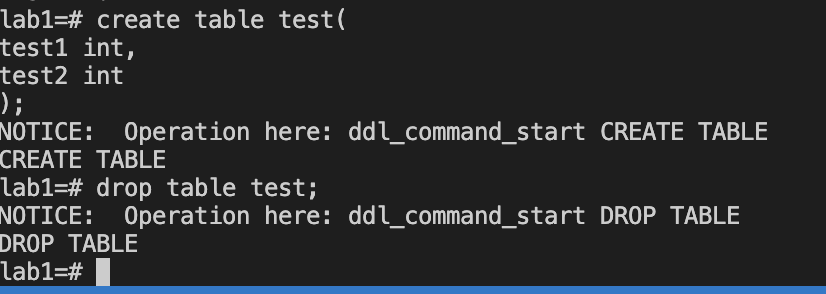 lab1=# create table test(
test1 int,
test2 int
);
NOTICE:  Operation here: ddl_command_start CREATE TABLE
CREATE TABLE
lab1=# drop table test;
NOTICE:  Operation here: ddl_command_start DROP TABLE
DROP TABLE
lab1=#